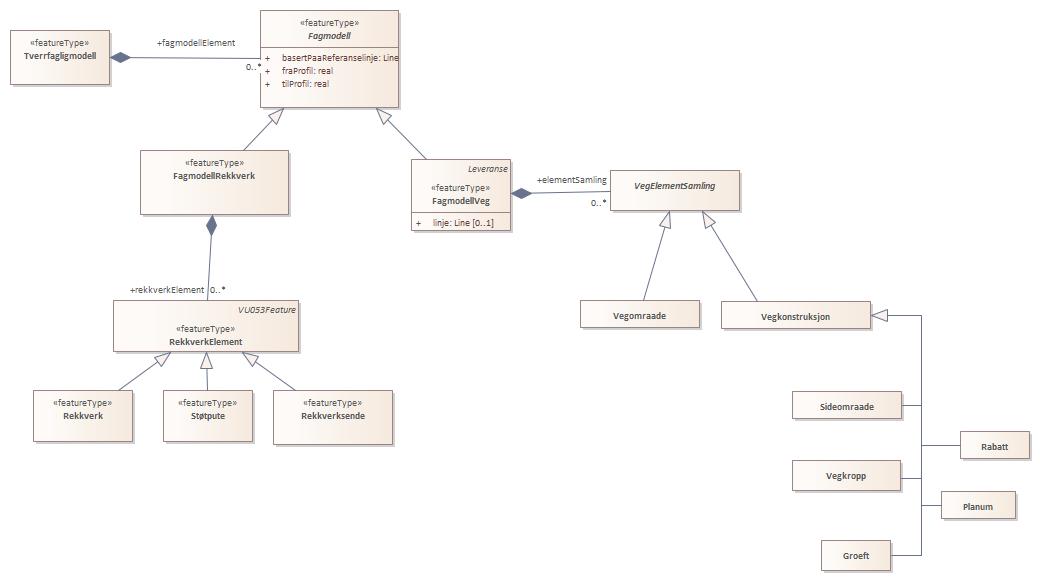 «featureType»
Tverrfagligmodell
+fagmodellElement
0..*
«featureType»
Fagmodell
+ basertPaaReferanselinje: Line
+ fraProfil: real
+ tilProfil: real
«featureType»
FagmodellRekkverk
Leveranse
«featureType»
FagmodellVeg
+ linje: Line [0..1]
+elementSamling
0..*
VegElementSamling
+rekkverkElement 0..*
VU053Feature
«featureType»
RekkverkElement
Vegomraade
Vegkonstruksjon
«featureType»
Rekkverk
«featureType»
Støtpute
«featureType»
Rekkverksende
Sideomraade
Rabatt
Vegkropp
Planum
Groeft